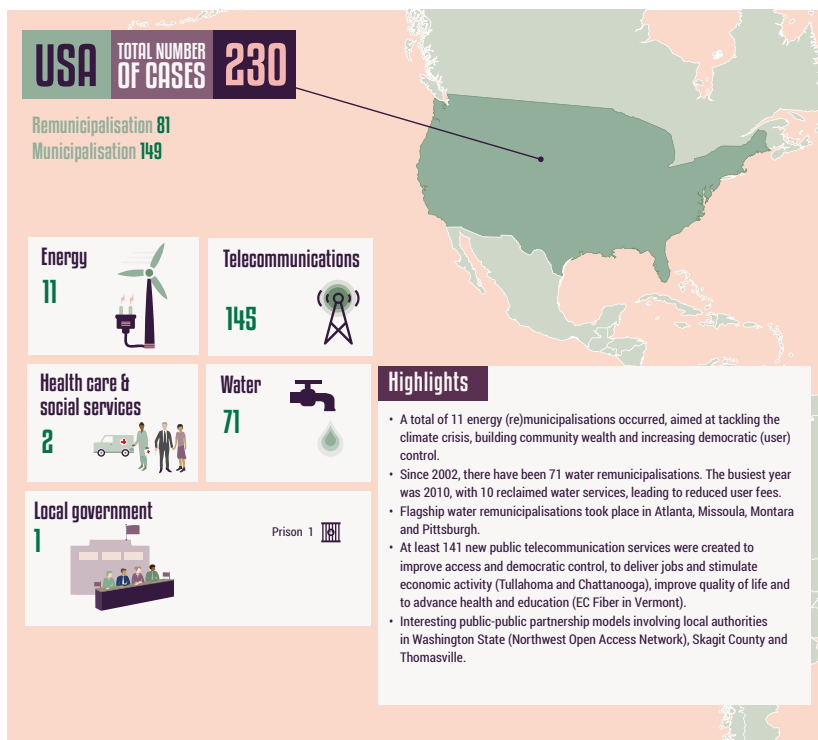 USA
TOTAL NUMBER
OF CASES
230
Remunicipalisation 81
Municipalisation 149
Energy
11
Telecommunications
145
Health care &
social services
2
Water
71
Local government
1
Prison 1
Highlights
• A total of 11 energy (re)municipalisations occurred, aimed at tackling the
climate crisis, building community wealth and increasing democratic (user)
control.
• Since 2002, there have been 71 water remunicipalisations. The busiest year
was 2010, with 10 reclaimed water services, leading to reduced user fees.
• Flagship water remunicipalisations took place in Atlanta, Missoula, Montara
and Pittsburgh.
• At least 141 new public telecommunication services were created to
improve access and democratic control, to deliver jobs and stimulate
economic activity (Tullahoma and Chattanooga), improve quality of life and
to advance health and education (EC Fiber in Vermont).
• Interesting public-public partnership models involving local authorities
in Washington State (Northwest Open Access Network), Skagit County and
Thomasville.